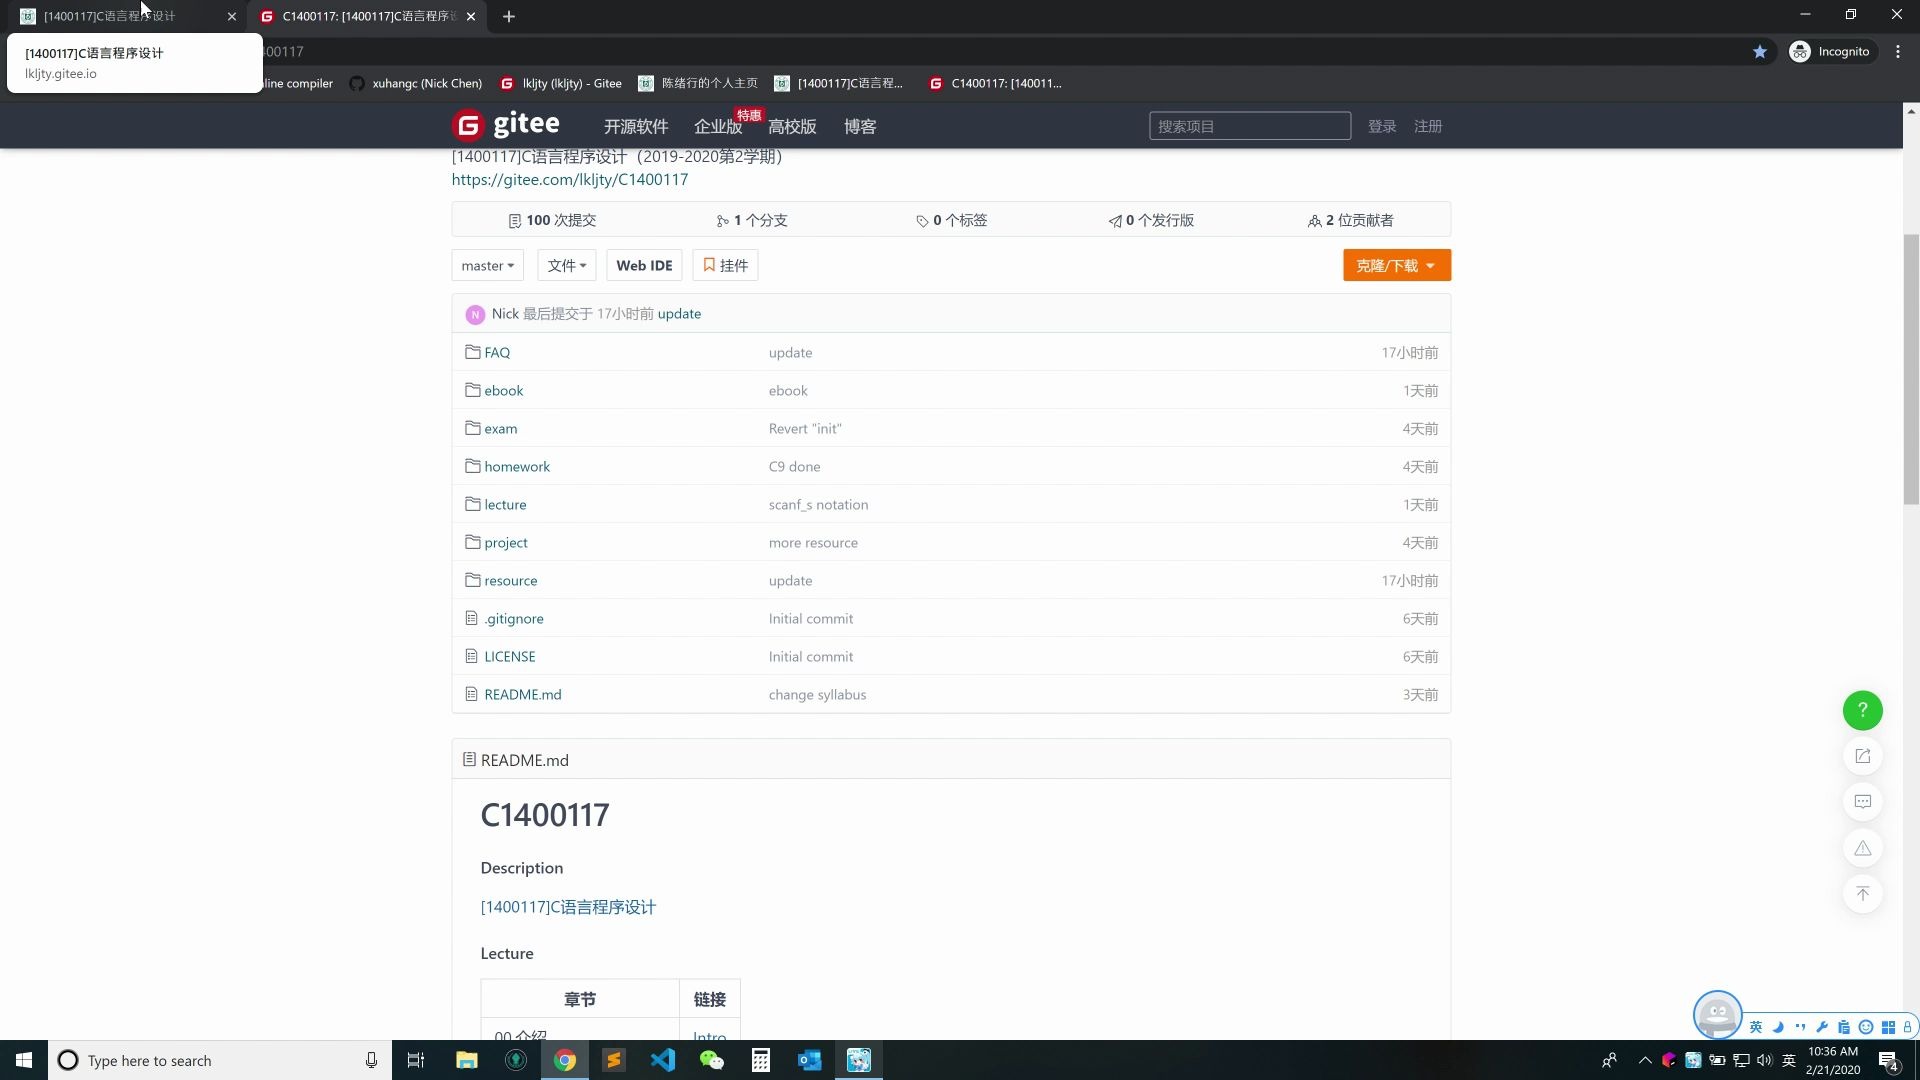 [1400117]C语言程序设计
C1400117: [1400117]C语言程序设
[1400117]C语言程序设计
lkljty.gitee.io
00117
Incognito
line compiler
xuhangc (Nick Chen)
lkljty (lkljty) - Gitee
陈绪行的个人主页
[1400117]C语言程...
C1400117: [140011...
gitee
开源软件
企业版
特惠
高校版
博客
搜索项目
登录
注册
[1400117]C语言程序设计（2019-2020第2学期）
https://gitee.com/lkljty/C1400117
100 次提交
1 个分支
0 个标签
0 个发行版
2 位贡献者
master
文件
Web IDE
挂件
克隆/下载
N Nick 最后提交于 17小时前 update
FAQ update 17小时前
ebook ebook 1天前
exam Revert "init" 4天前
homework C9 done 4天前
lecture scanf_s notation 1天前
project more resource 4天前
resource update 17小时前
.gitignore Initial commit 6天前
LICENSE Initial commit 6天前
README.md change syllabus 3天前
README.md
C1400117
Description
[1400117]C语言程序设计
Lecture
章节 链接
00 介绍 Intro
英
Type here to search
英
10:36 AM
2/21/2020
4